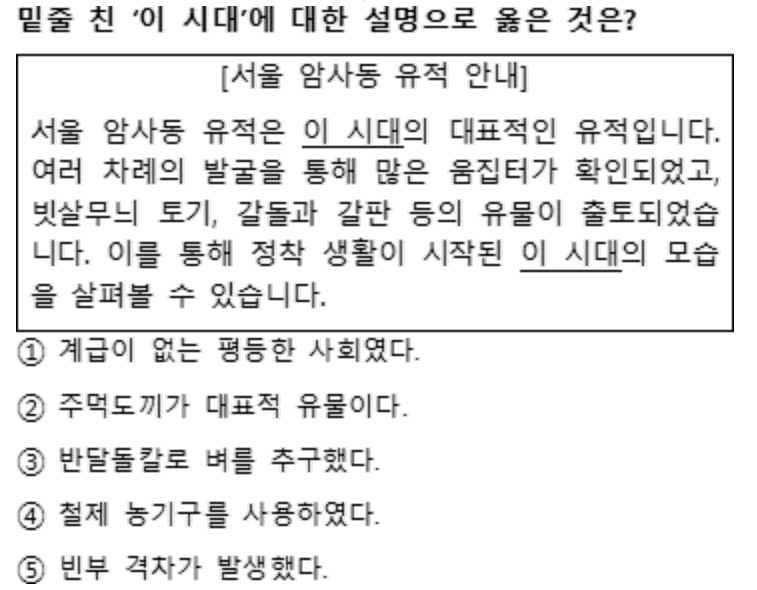 밑줄 친 ‘이 시대’에 대한 설명으로 옳은 것은?
[서울 암사동 유적 안내]
서울 암사동 유적은 이 시대의 대표적인 유적입니다.
여러 차례의 발굴을 통해 많은 움집터가 확인되었고,
빗살무늬 토기, 갈돌과 갈판 등의 유물이 출토되었습
니다. 이를 통해 정착 생활이 시작된 이 시대의 모습
을 살펴볼 수 있습니다.
① 계급이 없는 평등한 사회였다.
② 주먹도끼가 대표적 유물이다.
③ 반달돌칼로 벼를 추구했다.
④ 철제 농기구를 사용하였다.
⑤ 빈부 격차가 발생했다.